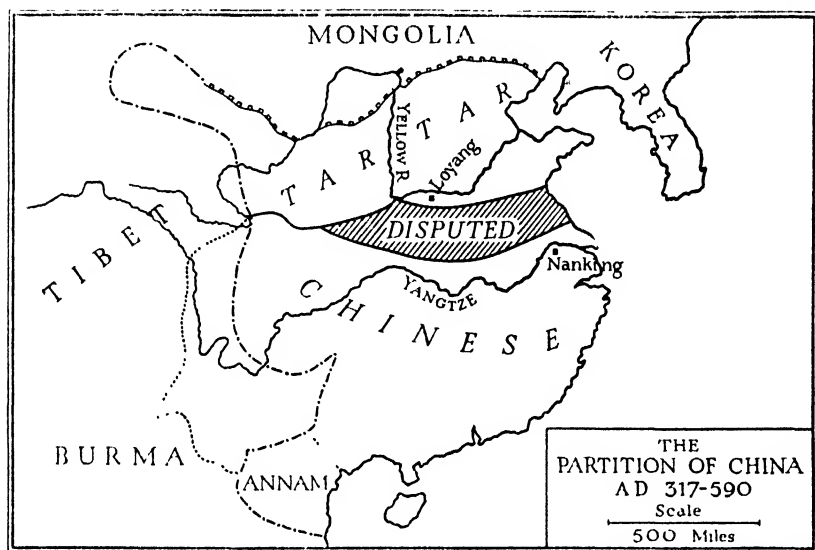 MONGOLIA
KOREA
TARTAR
YELLOW R
Loyang
DISPUTED
TIBET
Nanking
YANGTZE
CHINESE
BURMA
ANNAM
THE
PARTITION OF CHINA
AD 317-590
Scale
500 Miles